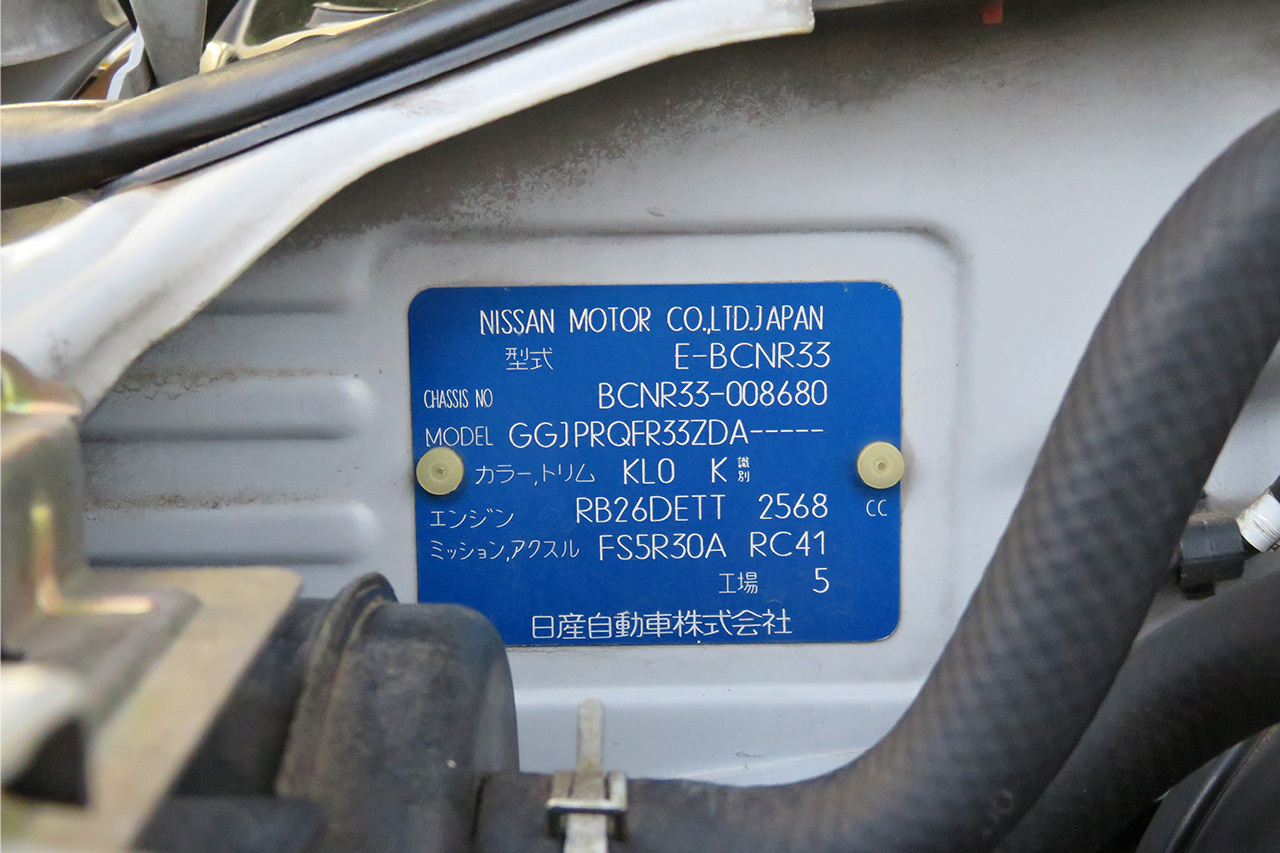 NISSAN MOTOR CO.,LTD.JAPAN
型式 E-BCNR33
CHASSIS NO BCNR33-008680
MODEL GGJPRQFR33ZDA-----
カラー,トリム KL0 K 識別
エンジン RB26DETT 2568 CC
ミッション,アクスル FS5R30A RC41
工場 5
日産自動車株式会社